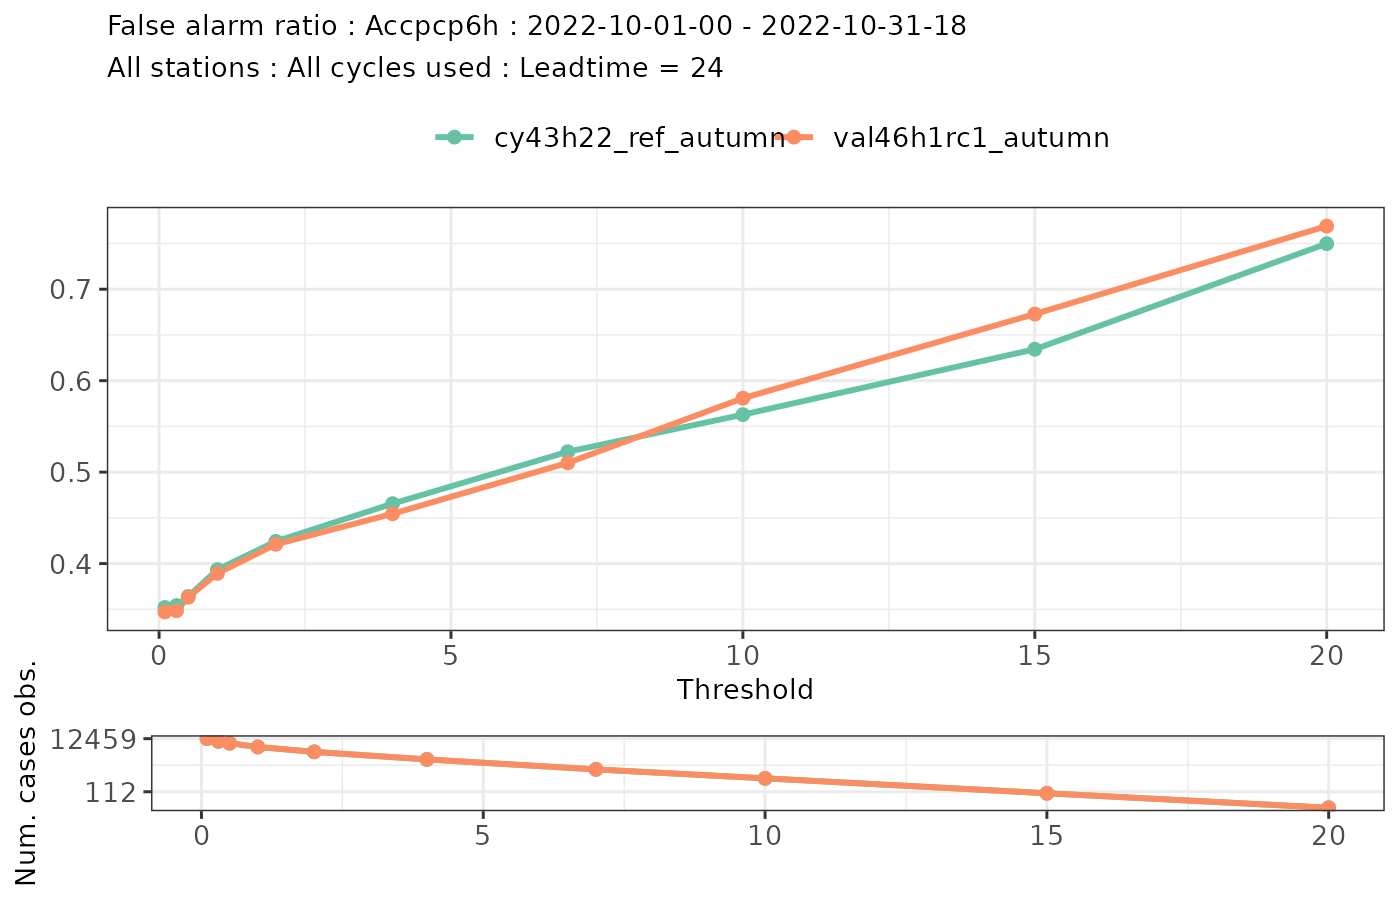 False alarm ratio : Accpcp6h : 2022-10-01-00 - 2022-10-31-18
All stations : All cycles used : Leadtime = 24
cy43h22_ref_autumn val46h1rc1_autumn
0.7
0.6
0.5
0.4
0 5 10 15 20
Threshold
Num. cases obs.
12459
112
0 5 10 15 20